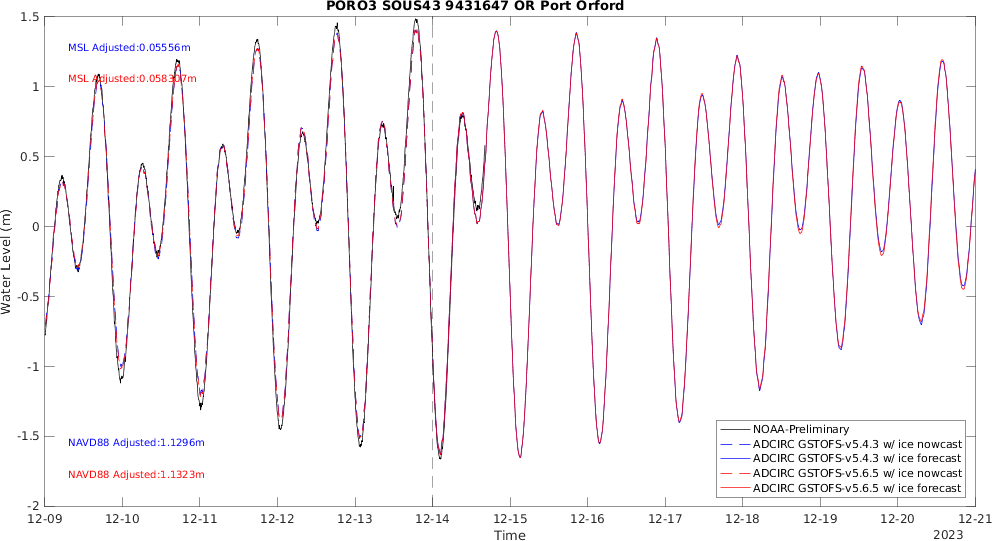 PORO3 SOUS43 9431647 OR Port Orford
1.5
1
0.5
0
-0.5
-1
-1.5
-2
Water Level (m)
MSL Adjusted:0.05556m
MSL Adjusted:0.058307m
NAVD88 Adjusted:1.1296m
NAVD88 Adjusted:1.1323m
NOAA-Preliminary
ADCIRC GSTOFS-v5.4.3 w/ ice nowcast
ADCIRC GSTOFS-v5.4.3 w/ ice forecast
ADCIRC GSTOFS-v5.6.5 w/ ice nowcast
ADCIRC GSTOFS-v5.6.5 w/ ice forecast
12-09 12-10 12-11 12-12 12-13 12-14 12-15 12-16 12-17 12-18 12-19 12-20 12-21
Time
2023